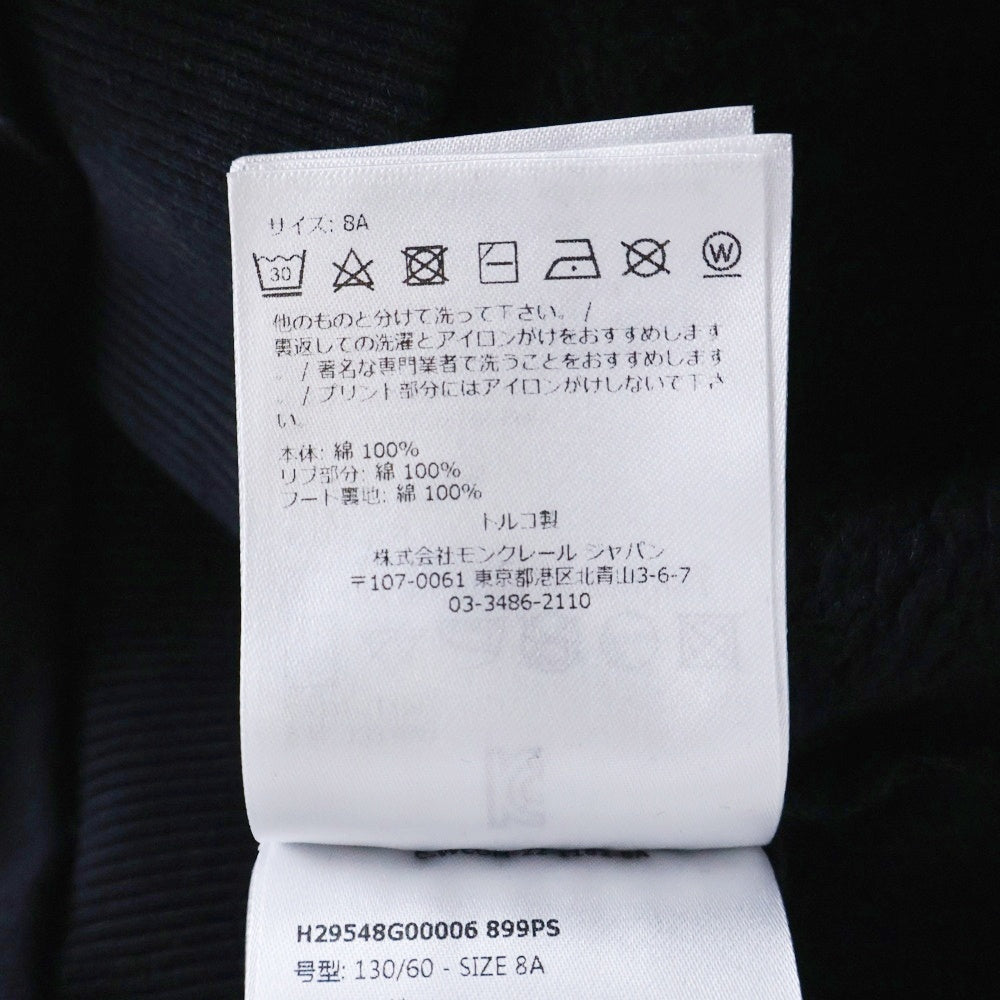 サイズ: 8A
30
W
他のものと分けて洗って下さい。 /
裏返しての洗濯とアイロンがけをおすすめします
。 / 著名な専門業者で洗うことをおすすめします
。 / プリント部分にはアイロンがけしないで下さ
い。
本体: 綿 100%
リブ部分: 綿 100%
フード裏地: 綿 100%
トルコ製
株式会社モンクレール ジャパン
〒107-0061 東京都港区北青山3-6-7
03-3486-2110
H29548G00006 899PS
号型: 130/60 - SIZE 8A